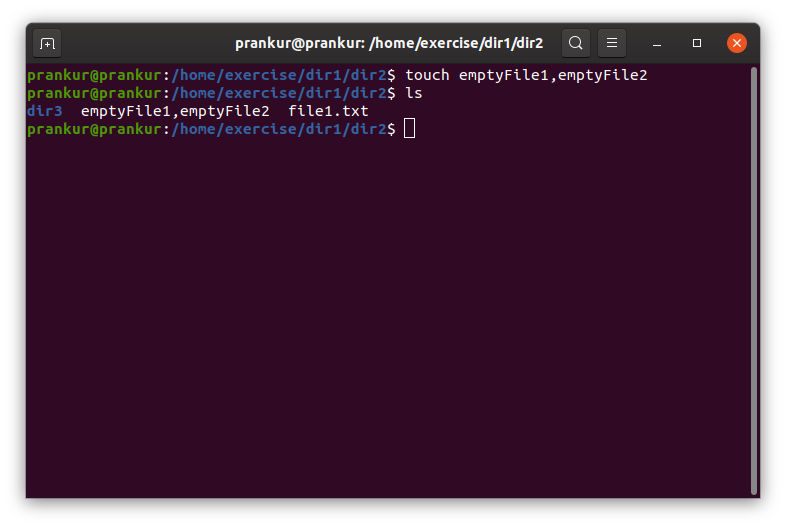 prankur@prankur: /home/exercise/dir1/dir2
prankur@prankur:/home/exercise/dir1/dir2$ touch emptyFile1,emptyFile2
prankur@prankur:/home/exercise/dir1/dir2$ ls
dir3  emptyFile1,emptyFile2  file1.txt
prankur@prankur:/home/exercise/dir1/dir2$